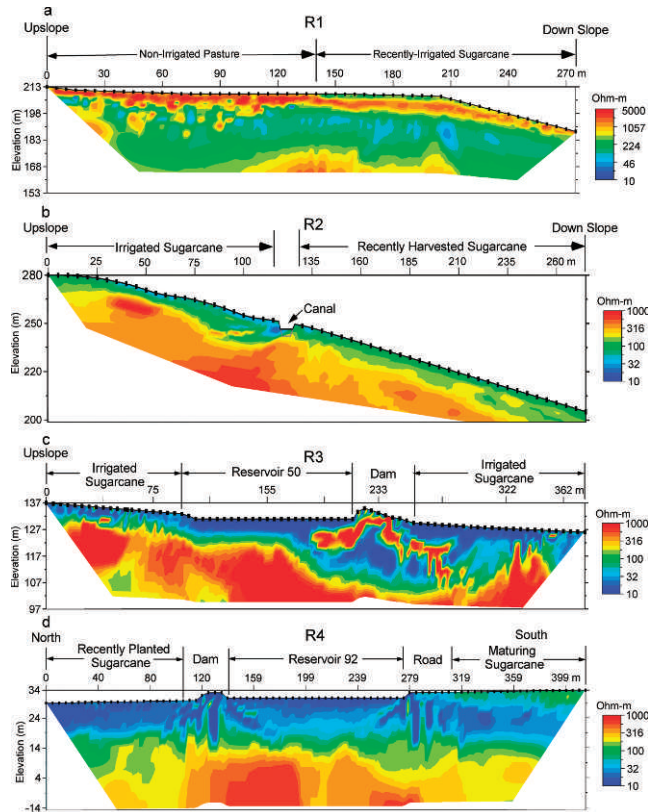 a
R1
Upslope
Down Slope
Non-Irrigated Pasture
Recently-Irrigated Sugarcane
0 30 60 90 120 150 180 210 240 270 m
213
198
183
168
153
Elevation (m)
Ohm-m
5000
1057
224
46
10
b
R2
Upslope
Down Slope
Irrigated Sugarcane
Recently Harvested Sugarcane
0 25 50 75 100 135 160 185 210 235 260 m
280
250
220
200
Elevation (m)
Canal
Ohm-m
1000
316
100
32
10
c
R3
Upslope
Irrigated
Sugarcane
Reservoir 50
Dam
Irrigated
Sugarcane
0 75 155 233 322 362 m
137
127
117
107
97
Elevation (m)
Ohm-m
1000
316
100
32
10
d
R4
North
South
Recently Planted
Sugarcane
Dam
Reservoir 92
Road
Maturing
Sugarcane
0 40 80 120 159 199 239 279 319 359 399 m
34
24
14
4
-14
Elevation (m)
Ohm-m
1000
316
100
32
10